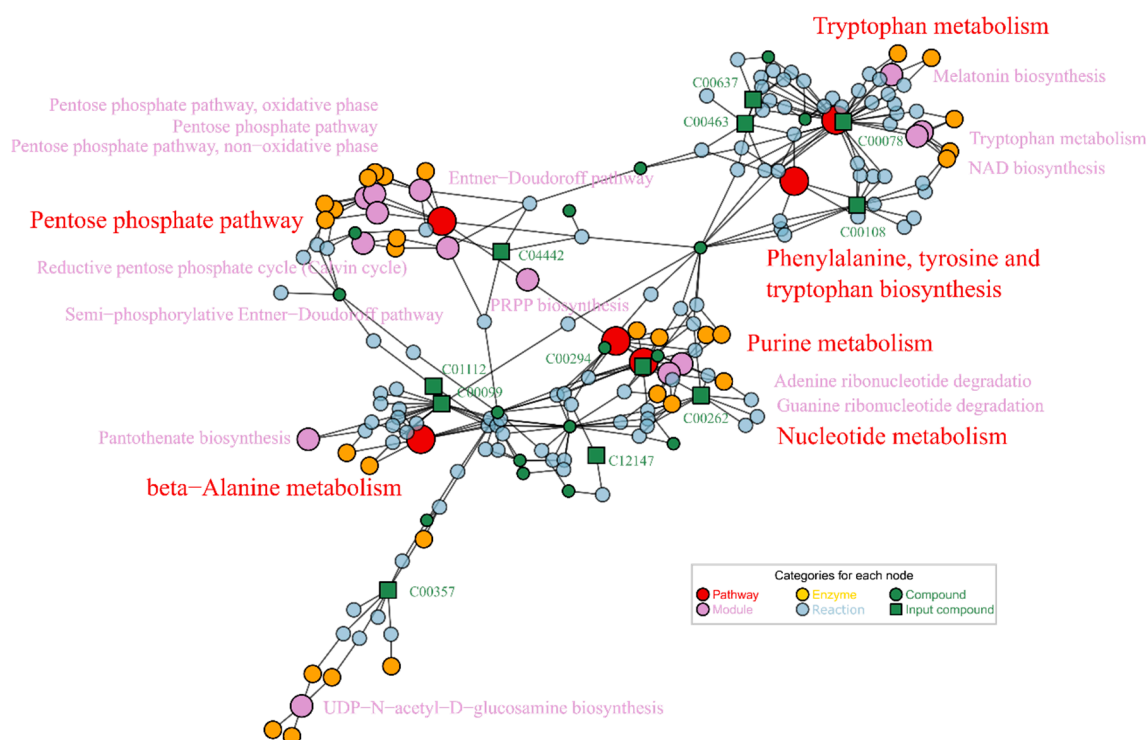 Tryptophan metabolism
Melatonin biosynthesis
C00637
Pentose phosphate pathway, oxidative phase
C00463
Pentose phosphate pathway
C00078
Tryptophan metabolism
Pentose phosphate pathway, non−oxidative phase
NAD biosynthesis
Entner−Doudoroff pathway
Pentose phosphate pathway
C00108
C04442
Phenylalanine, tyrosine and
tryptophan biosynthesis
Reductive pentose phosphate cycle (Calvin cycle)
PRPP biosynthesis
Semi−phosphorylative Entner−Doudoroff pathway
Purine metabolism
C00294
C01112
Adenine ribonucleotide degradatio
C00099
Guanine ribonucleotide degradation
C00262
Pantothenate biosynthesis
Nucleotide metabolism
C12147
beta−Alanine metabolism
Categories for each node
Pathway
Enzyme
Compound
Module
Reaction
Input compound
C00357
UDP−N−acetyl−D−glucosamine biosynthesis